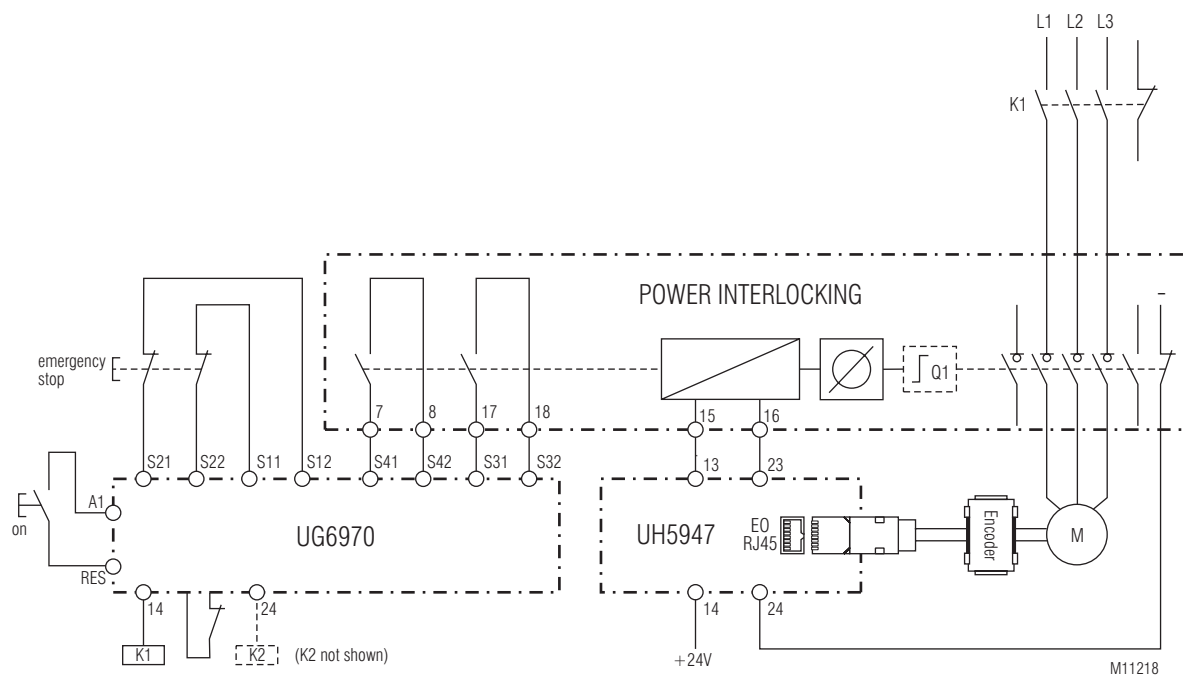 L1 L2 L3
K1
POWER INTERLOCKING
–
emergency
stop
Q1
7 8 17 18 15 16
S21 S22 S11 S12 S41 S42 S31 S32 13 23
A1
on
UG6970
UH5947
EO
RJ45
Encoder
M
RES
14 24 14 24
K1 K2 (K2 not shown)
+24V
M11218